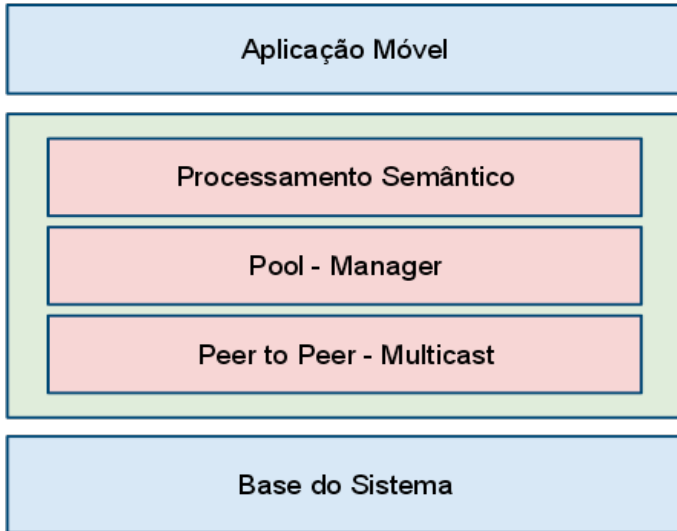 Aplicação Móvel
Processamento Semântico
Pool - Manager
Peer to Peer - Multicast
Base do Sistema